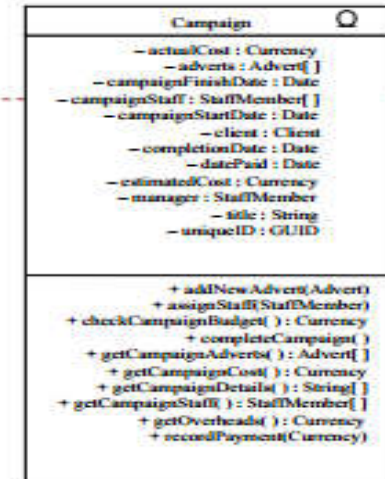 Campaign
– actualCost : Currency
– adverts : Advert[ ]
– campaignFinishDate : Date
– campaignStaff : StaffMember[ ]
– campaignStartDate : Date
– client : Client
– completionDate : Date
– datePaid : Date
– estimatedCost : Currency
– manager : StaffMember
– title : String
– uniqueID : GUID
+ addNewAdvert(Advert)
+ assignStaff(StaffMember)
+ checkCampaignBudget( ) : Currency
+ completeCampaign( )
+ getCampaignAdverts( ) : Advert[ ]
+ getCampaignCost( ) : Currency
+ getCampaignDetails( ) : String[ ]
+ getCampaignStaff( ) : StaffMember[ ]
+ getOverheads( ) : Currency
+ recordPayment(Currency)